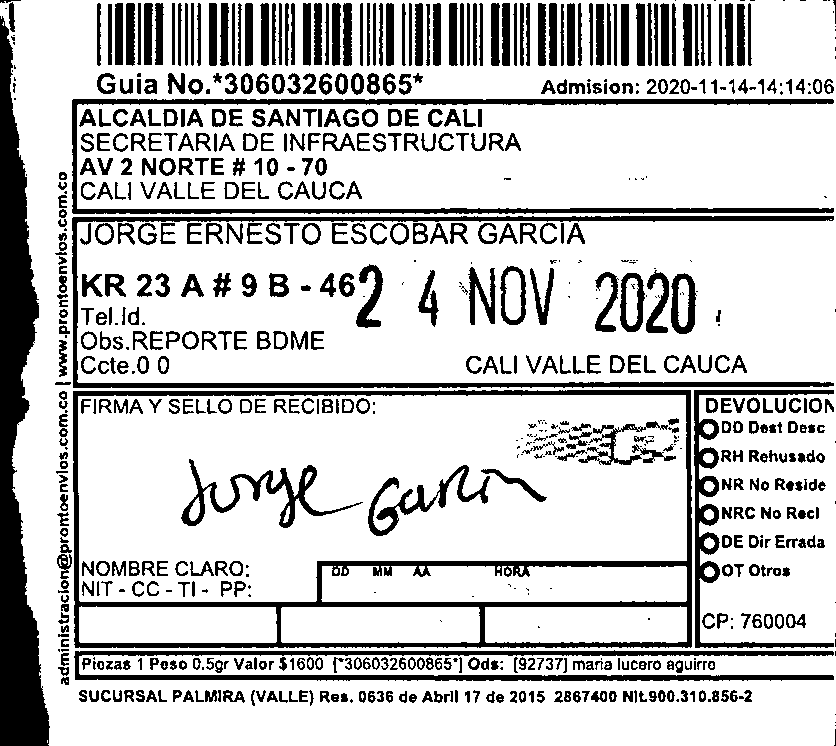 Guia No.*306032600865*
Admision: 2020-11-14-14:14:06
ALCALDIA DE SANTIAGO DE CALI
SECRETARIA DE INFRAESTRUCTURA
AV 2 NORTE # 10 - 70
CALI VALLE DEL CAUCA
JORGE ERNESTO ESCOBAR GARCIA
KR 23 A # 9 B - 46
24 NOV 2020
Tel.Id.
Obs.REPORTE BDME
Ccte.0 0
CALI VALLE DEL CAUCA
administracion@prontoenvios.com.co | www.prontoenvios.com.co
FIRMA Y SELLO DE RECIBIDO:
Jorge Garcia
NOMBRE CLARO:
NIT - CC - TI - PP:
DD MM AA HORA
DEVOLUCION
DD Dest Desc
RH Rehusado
NR No Reside
NRC No Recl
DE Dir Errada
OT Otros
CP: 760004
Piezas 1 Peso 0.5gr Valor $1600 [*306032600865*] Ods: [92737] maria lucero aguirre
SUCURSAL PALMIRA (VALLE) Res. 0636 de Abril 17 de 2015 2867400 Nit.900.310.856-2